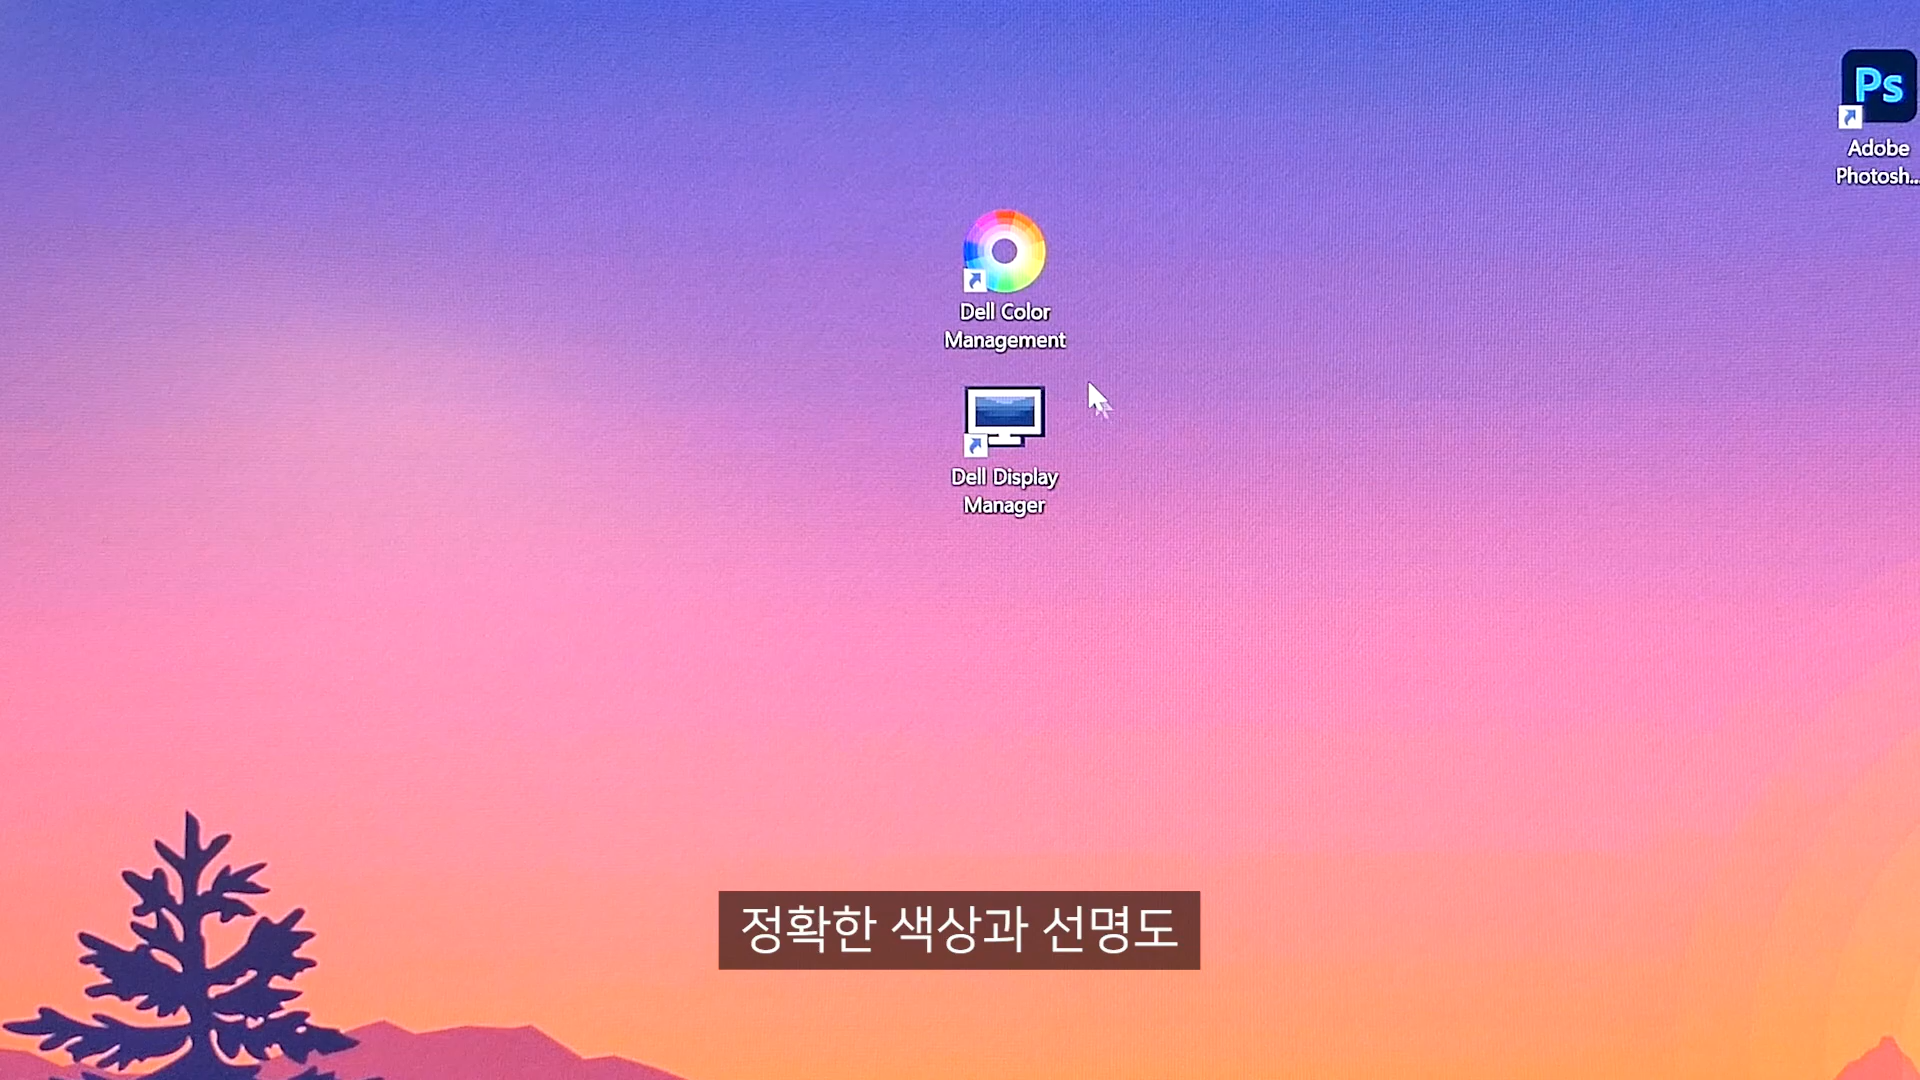 Ps
Adobe
Photosh...
Dell Color
Management
Dell Display
Manager
정확한 색상과 선명도